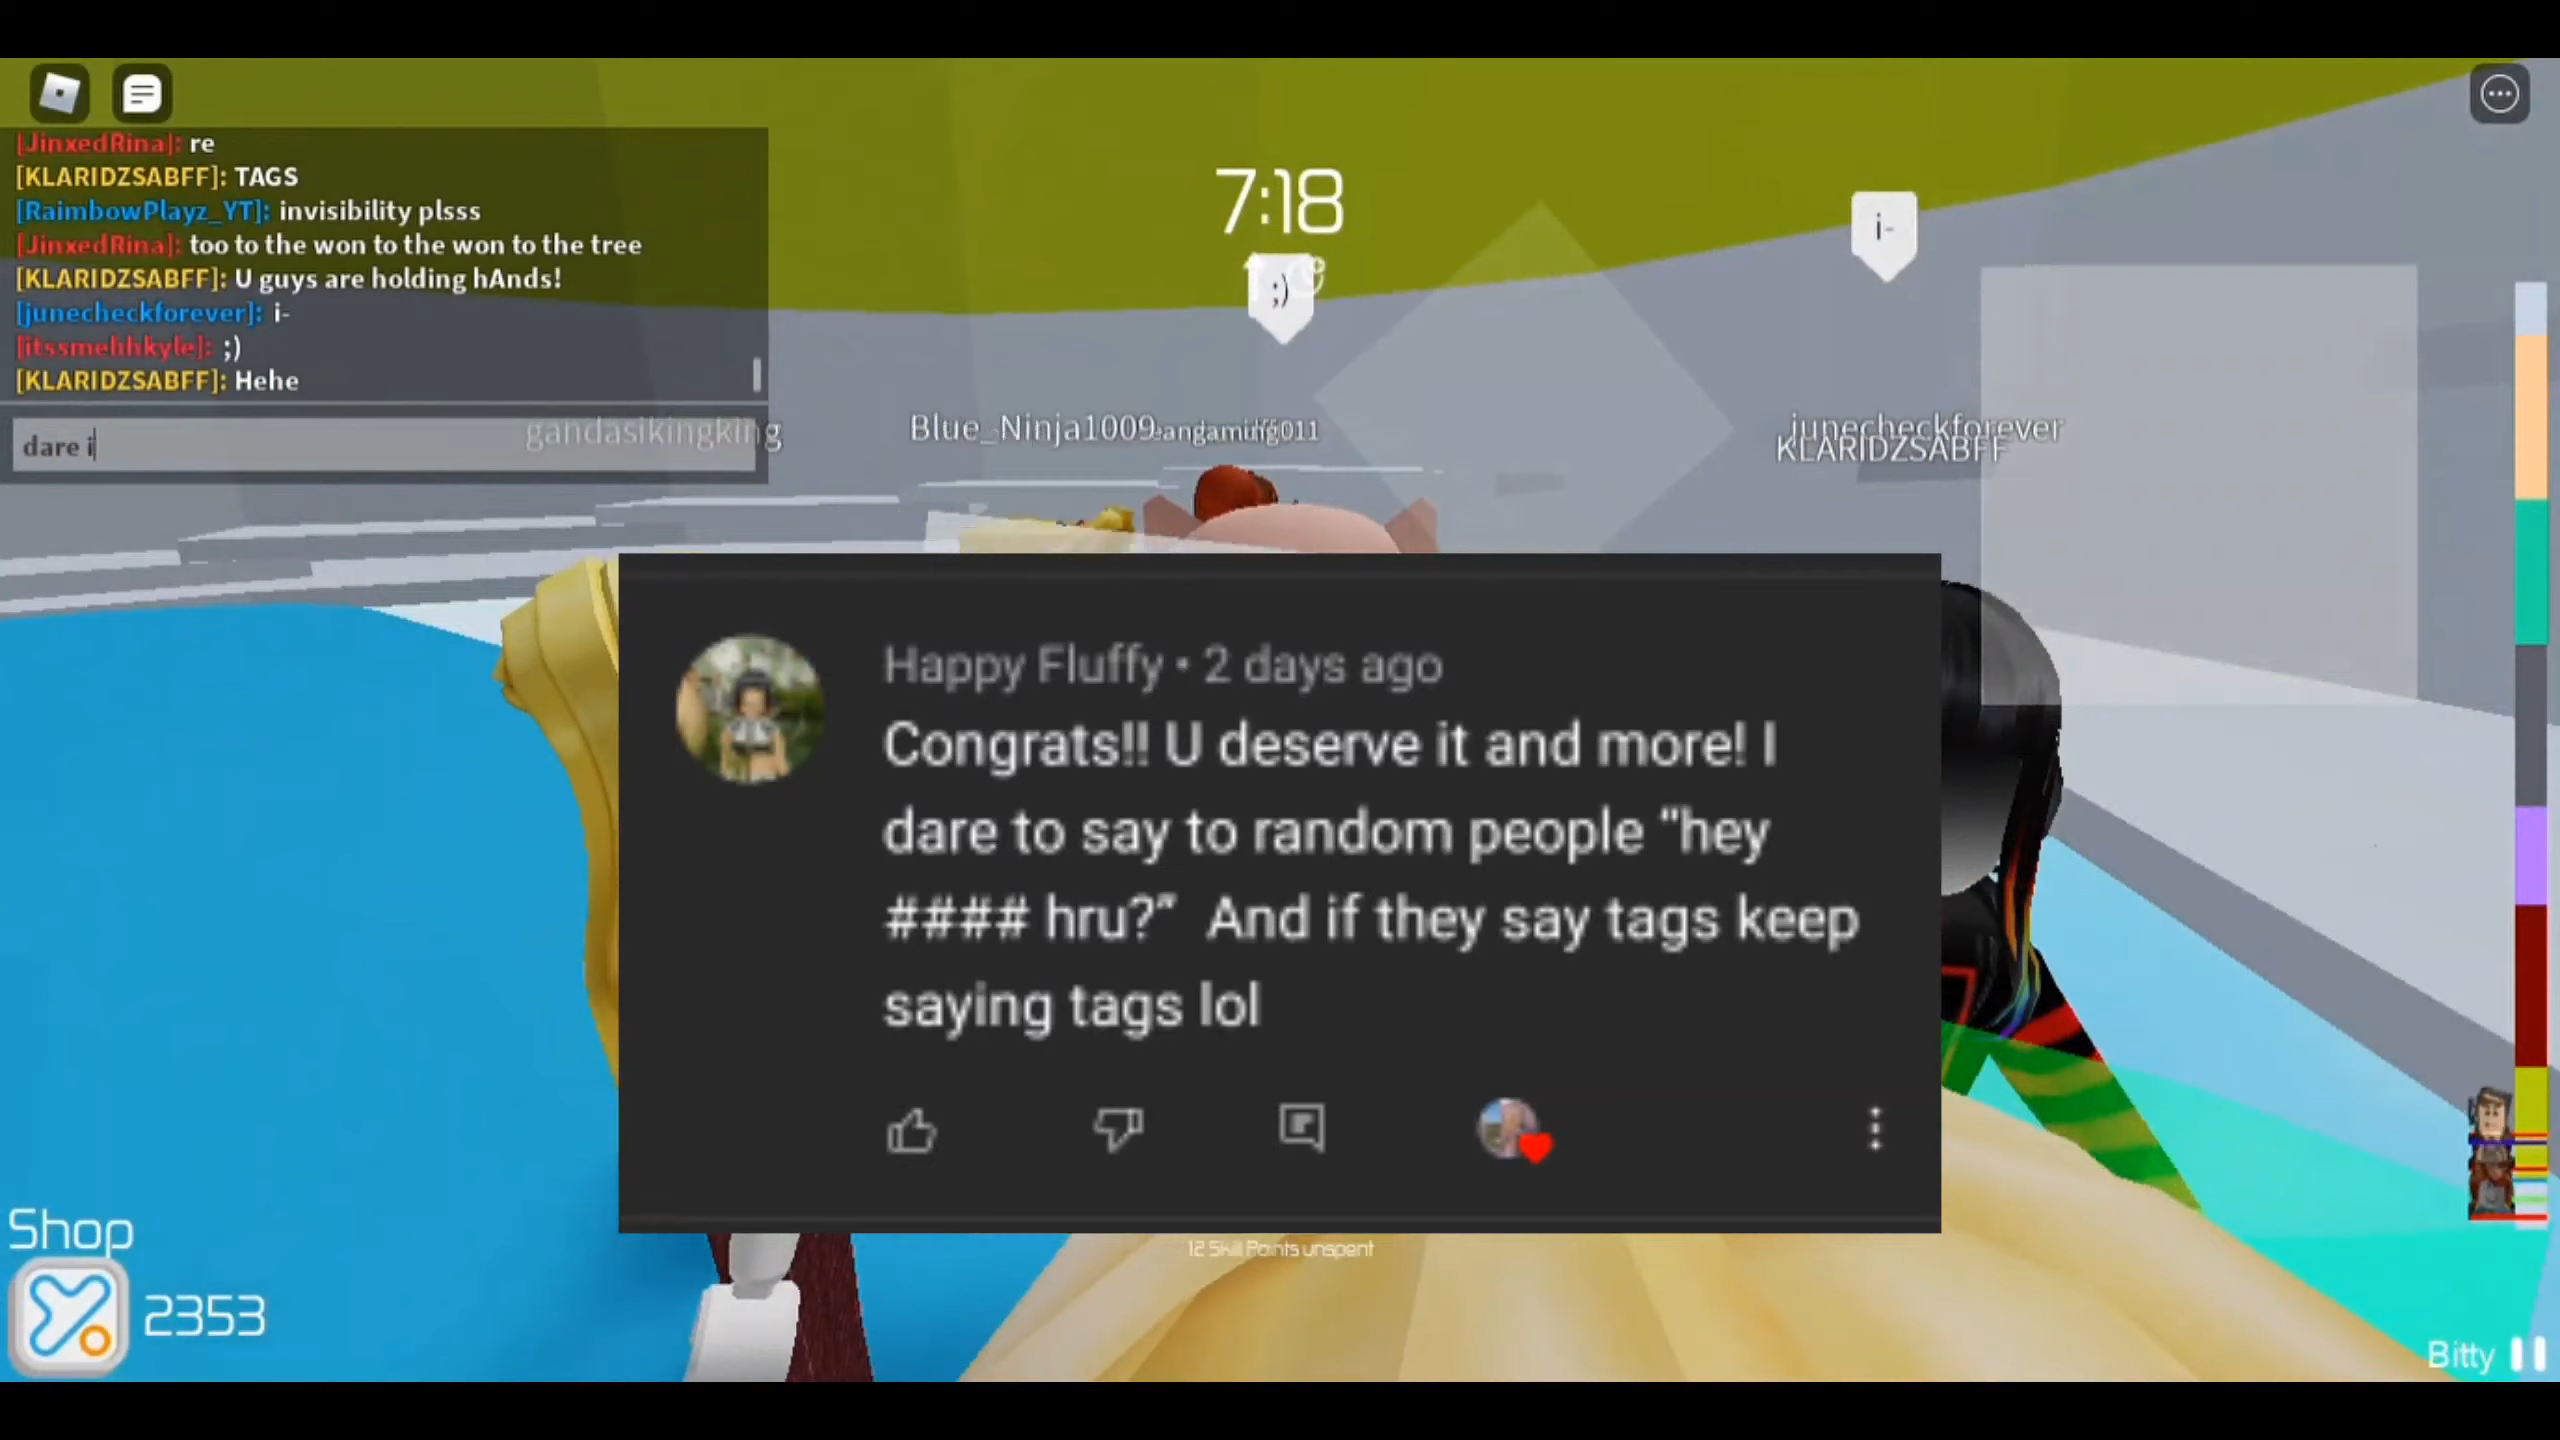 [JinxedRina]: re
[KLARIDZSABFF]: TAGS
[RaimbowPlayz_YT]: invisibility plsss
[JinxedRina]: too to the won to the won to the tree
[KLARIDZSABFF]: U guys are holding hAnds!
[junecheckforever]: i-
[itssmehhkyle]: ;)
[KLARIDZSABFF]: Hehe
dare i
gandasikingking
7:18
;)
i-
Blue_Ninja1009
junecheckforever
KLARIDZSABFF
Happy Fluffy • 2 days ago
Congrats!! U deserve it and more! I
dare to say to random people "hey
#### hru?" And if they say tags keep
saying tags lol
12 Skill Points unspent
Shop
2353
Bitty